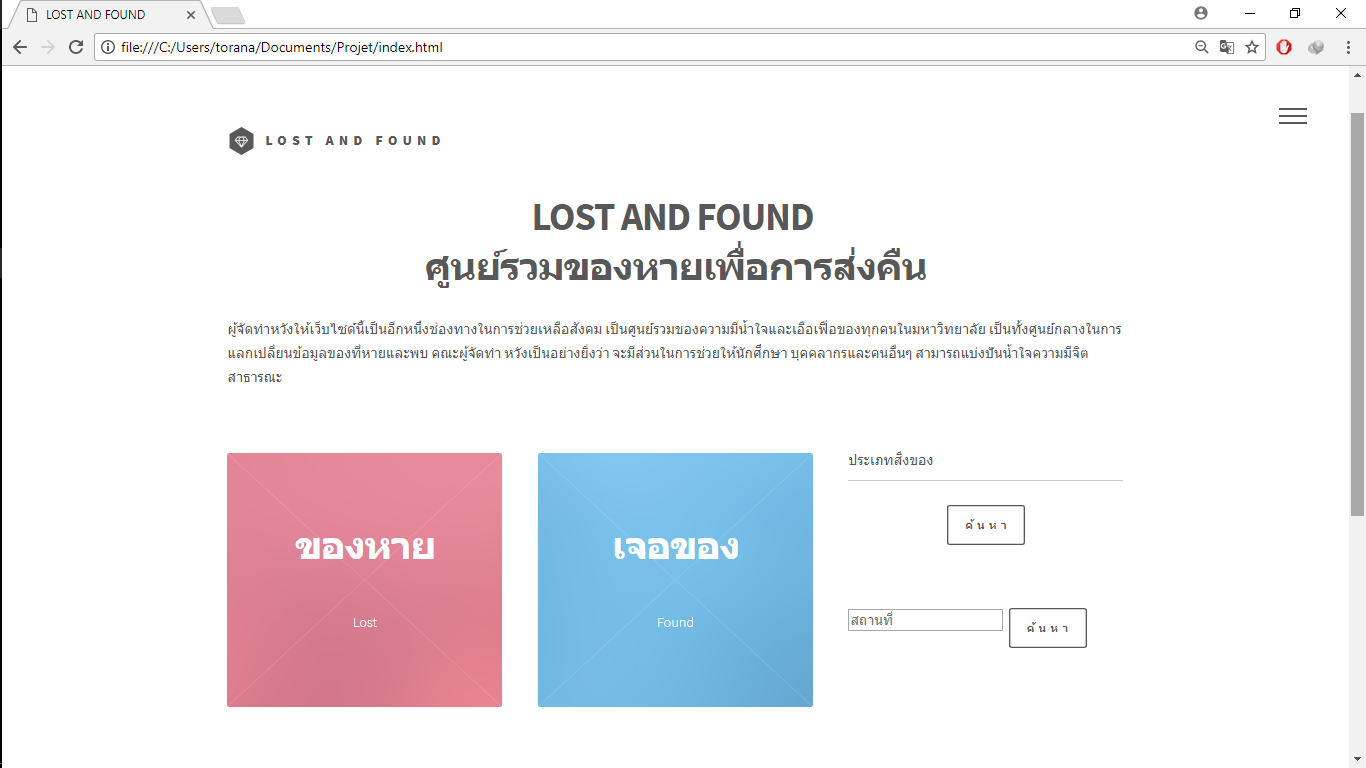 LOST AND FOUND
file:///C:/Users/torana/Documents/Projet/index.html
LOST AND FOUND
LOST AND FOUND
ศูนย์รวมของหายเพื่อการส่งคืน
ผู้จัดทำหวังให้เว็บไซด์นี้เป็นอีกหนึ่งช่องทางในการช่วยเหลือสังคม เป็นศูนย์รวมของความมีน้ำใจและเอือเฟือของทุกคนในมหาวิทยาลัย เป็นทั้งศูนย์กลางในการ
แลกเปลี่ยนข้อมูลของที่หายและพบ คณะผู้จัดทำ หวังเป็นอย่างยิ่งว่า จะมีส่วนในการช่วยให้นักศึกษา บุคคลากรและคนอื่นๆ สามารถแบ่งปันน้ำใจความมีจิต
สาธารณะ
ของหาย
Lost
เจอของ
Found
ประเภทสิ่งของ
ค้นหา
สถานที่
ค้นหา